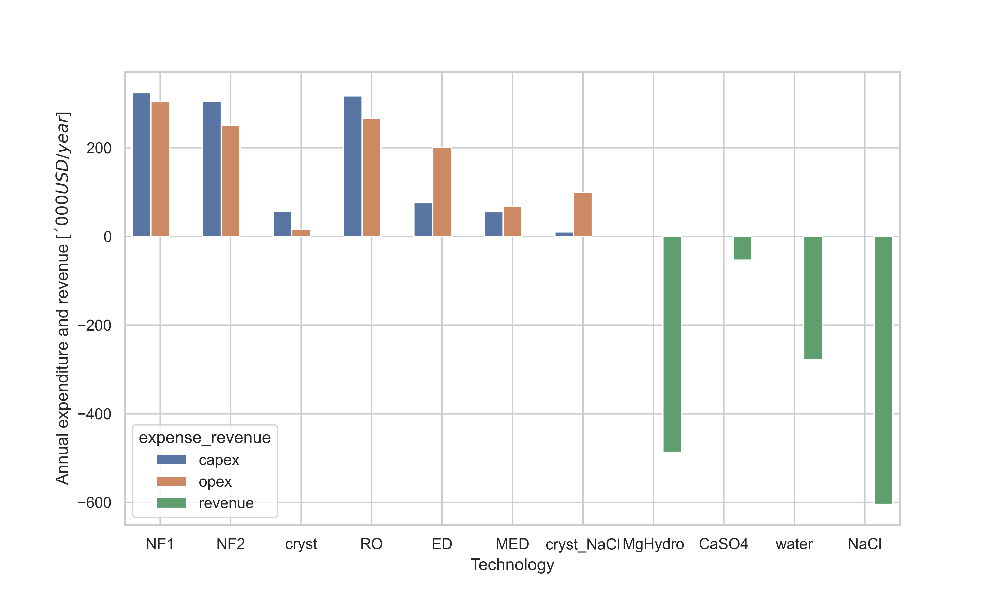 Annual expenditure and revenue [´000USD/year]
200
0
−200
−400
−600
expense_revenue
capex
opex
revenue
NF1 NF2 cryst RO ED MED cryst_NaCl MgHydro CaSO4 water NaCl
Technology